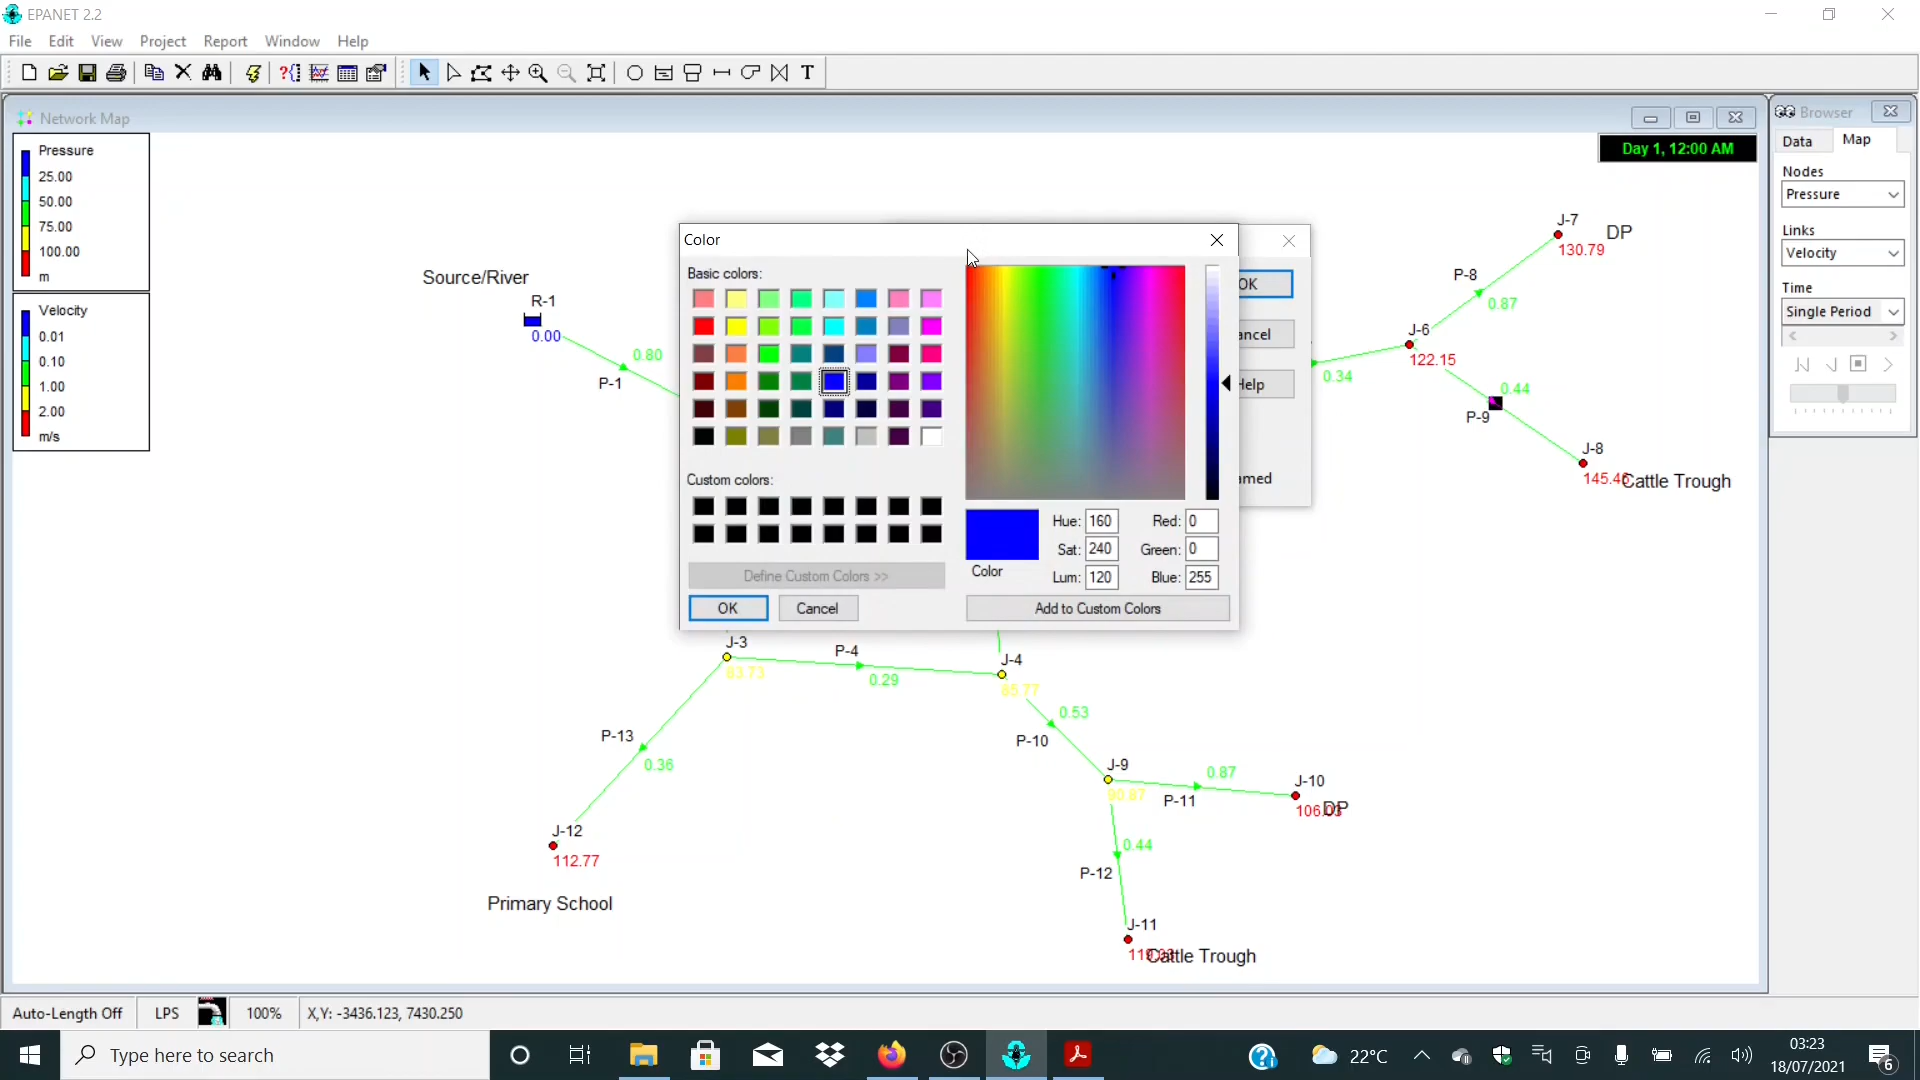 EPANET 2.2
File Edit View Project Report Window Help
Network Map
Browser
Data Map
Nodes
Pressure
Links
Velocity
Time
Single Period
Day 1, 12:00 AM
Pressure
25.00
50.00
75.00
100.00
m
Velocity
0.01
0.10
1.00
2.00
m/s
Source/River
R-1
0.00
0.80
P-1
Color
Basic colors:
Custom colors:
Define Custom Colors >>
OK Cancel
Hue: 160 Red: 0
Sat: 240 Green: 0
Lum: 120 Blue: 255
Color
Add to Custom Colors
OK
ancel
Help
amed
J-7
DP
130.79
P-8
0.87
J-6
122.15
0.34
0.44
P-9
J-8
Cattle Trough
J-3
83.73
P-4
0.29
J-4
85.77
0.53
P-10
P-13
0.36
J-9
90.87
0.87
P-11
J-10
DP
J-12
112.77
0.44
P-12
Primary School
J-11
Cattle Trough
Auto-Length Off LPS 100% X,Y: -3436.123, 7430.250
Type here to search
22°C
03:23
18/07/2021
6